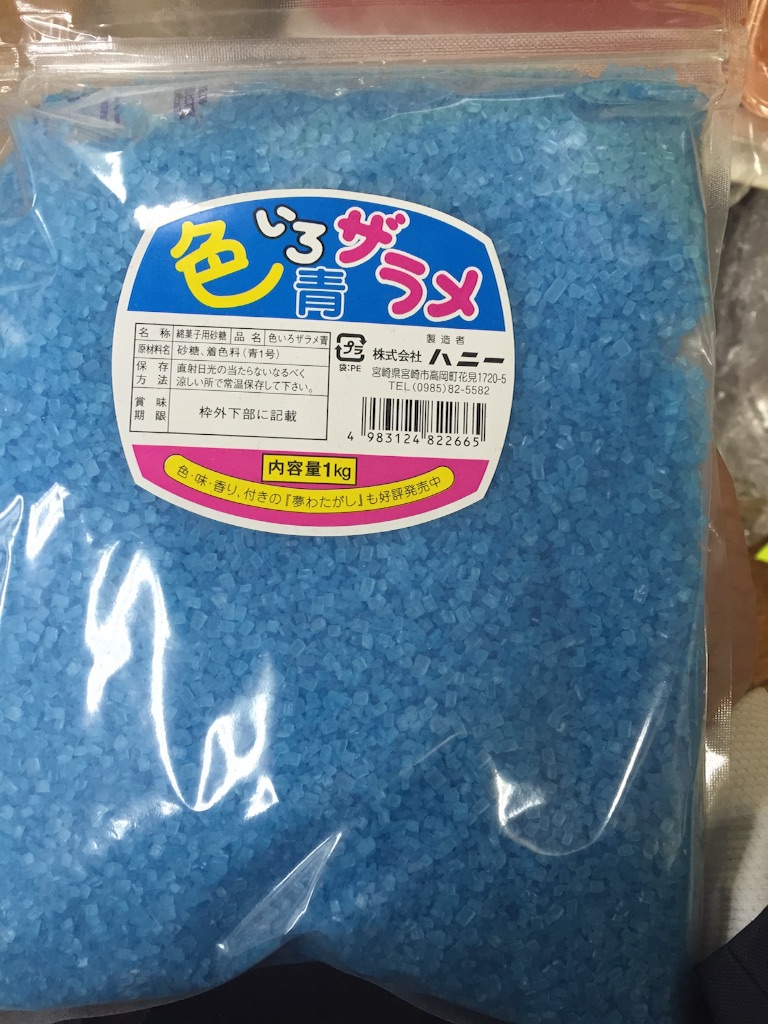 色いろザラメ
青
名称 綿菓子用砂糖 品名 色いろザラメ青
原材料名 砂糖、着色料(青1号)
保存方法 直射日光の当たらないなるべく
涼しい所で常温保存して下さい。
賞味期限 枠外下部に記載
プラ
袋:PE
製造者
株式会社 ハニー
宮崎県宮崎市高岡町花見1720-5
TEL(0985)82-5582
4 983124 822665
内容量1kg
色・味・香り、付きの『夢わたがし』も好評発売中